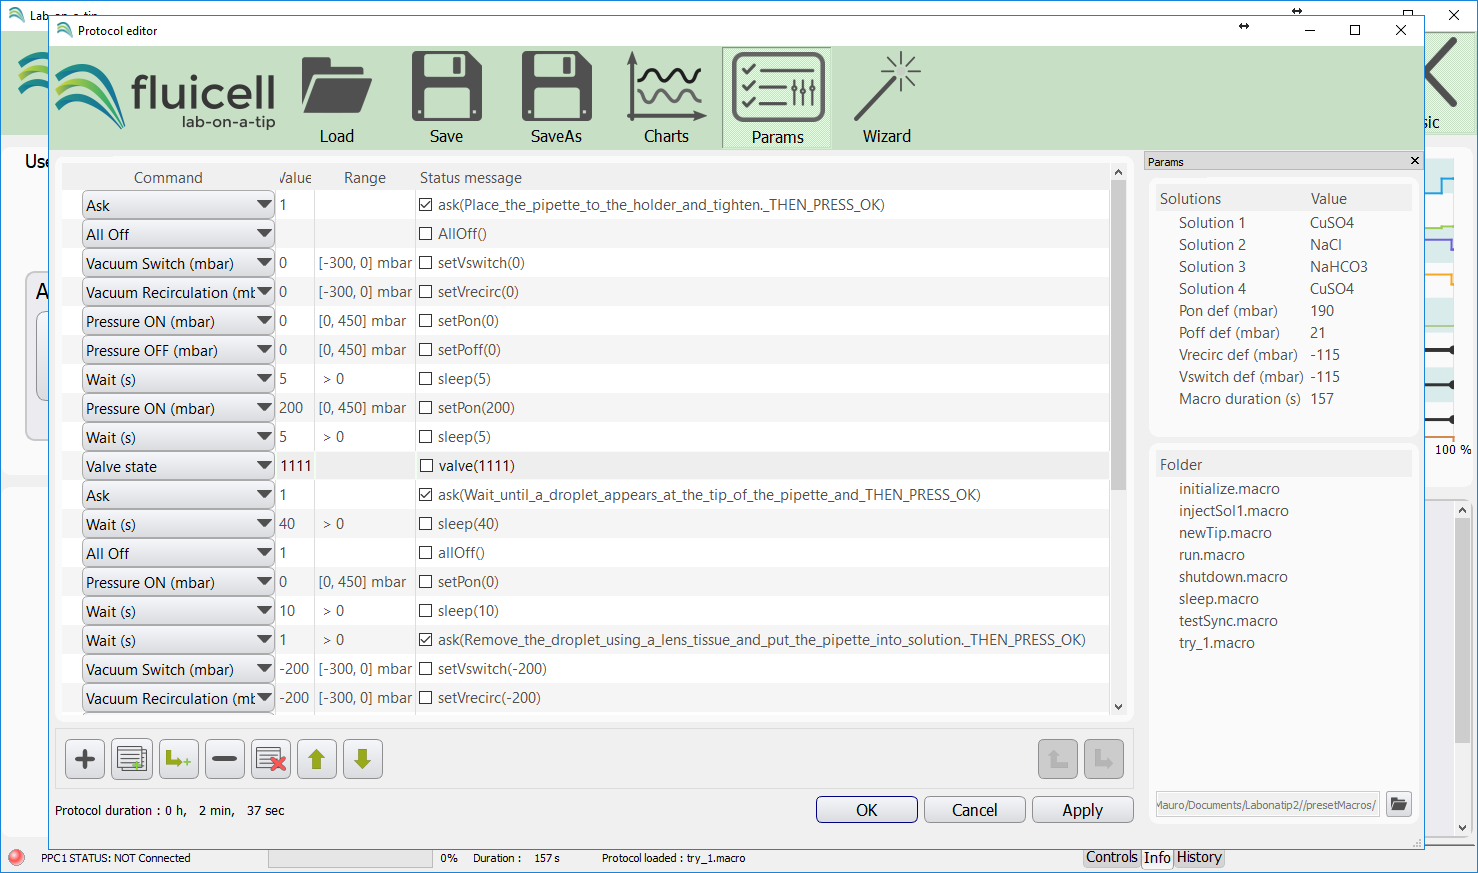 Lab-on-a-tip
Protocol editor
fluicell
lab-on-a-tip
Load
Save
SaveAs
Charts
Params
Wizard
Command Value Range Status message
Ask 1 ask(Place_the_pipette_to_the_holder_and_tighten._THEN_PRESS_OK)
All Off AllOff()
Vacuum Switch (mbar) 0 [-300, 0] mbar setVswitch(0)
Vacuum Recirculation (mb 0 [-300, 0] mbar setVrecirc(0)
Pressure ON (mbar) 0 [0, 450] mbar setPon(0)
Pressure OFF (mbar) 0 [0, 450] mbar setPoff(0)
Wait (s) 5 > 0 sleep(5)
Pressure ON (mbar) 200 [0, 450] mbar setPon(200)
Wait (s) 5 > 0 sleep(5)
Valve state 1111 valve(1111)
Ask 1 ask(Wait_until_a_droplet_appears_at_the_tip_of_the_pipette_and_THEN_PRESS_OK)
Wait (s) 40 > 0 sleep(40)
All Off 1 allOff()
Pressure ON (mbar) 0 [0, 450] mbar setPon(0)
Wait (s) 10 > 0 sleep(10)
Wait (s) 1 > 0 ask(Remove_the_droplet_using_a_lens_tissue_and_put_the_pipette_into_solution._THEN_PRESS_OK)
Vacuum Switch (mbar) -200 [-300, 0] mbar setVswitch(-200)
Vacuum Recirculation (mb -200 [-300, 0] mbar setVrecirc(-200)
Protocol duration : 0 h, 2 min, 37 sec
OK
Cancel
Apply
Params
Solutions Value
Solution 1 CuSO4
Solution 2 NaCl
Solution 3 NaHCO3
Solution 4 CuSO4
Pon def (mbar) 190
Poff def (mbar) 21
Vrecirc def (mbar) -115
Vswitch def (mbar) -115
Macro duration (s) 157
Folder
initialize.macro
injectSol1.macro
newTip.macro
run.macro
shutdown.macro
sleep.macro
testSync.macro
try_1.macro
Mauro/Documents/Labonatip2//presetMacros/
Use
A
sic
100 %
PPC1 STATUS: NOT Connected
0%
Duration : 157 s
Protocol loaded : try_1.macro
Controls
Info
History